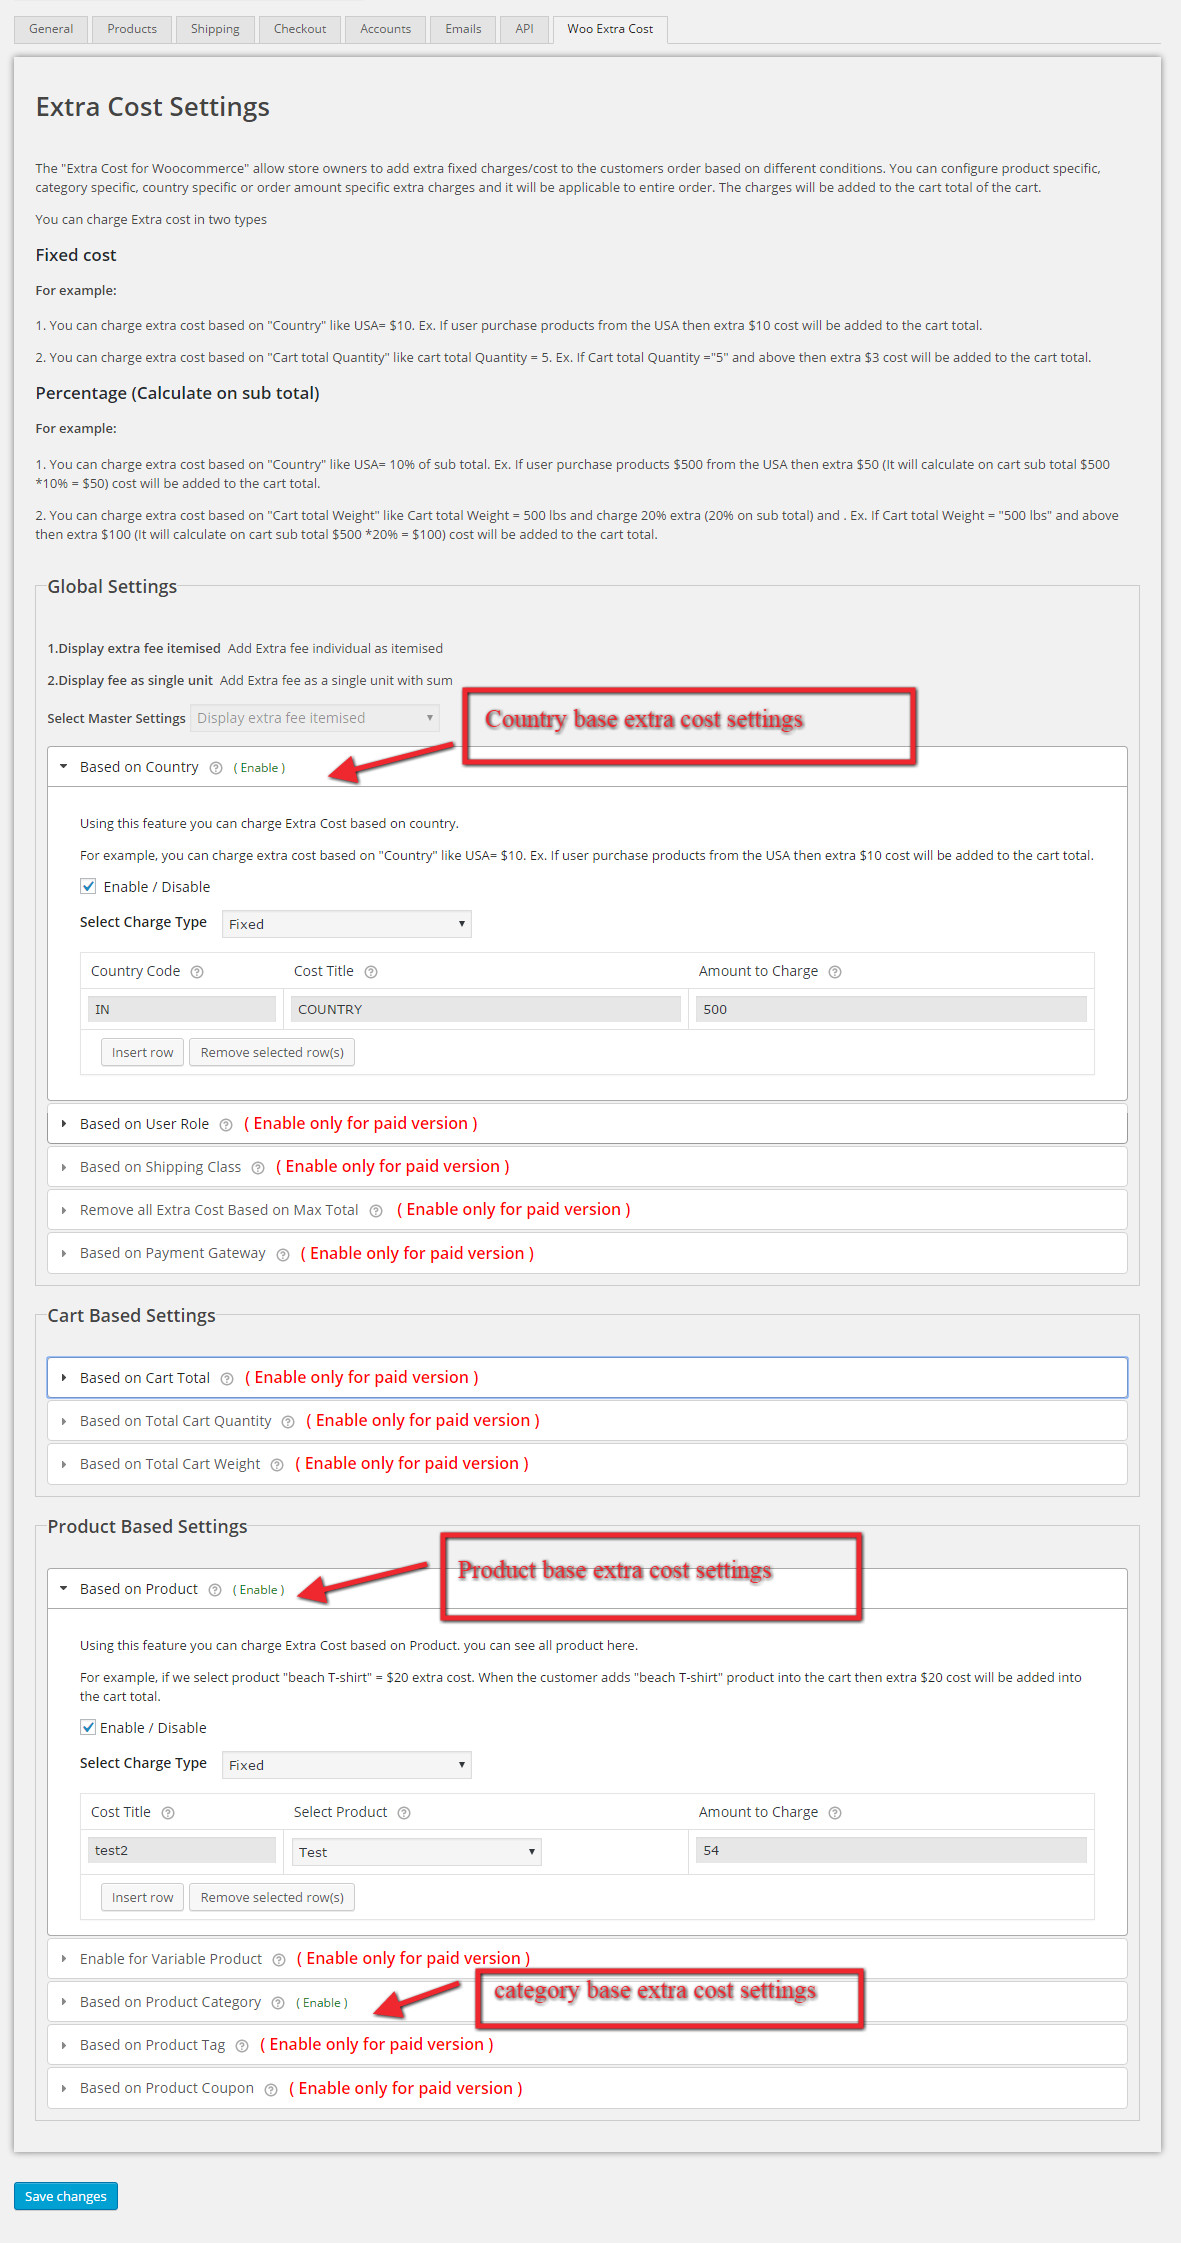 General Products Shipping Checkout Accounts Emails API Woo Extra Cost
Extra Cost Settings
The "Extra Cost for Woocommerce" allow store owners to add extra fixed charges/cost to the customers order based on different conditions. You can configure product specific,
category specific, country specific or order amount specific extra charges and it will be applicable to entire order. The charges will be added to the cart total of the cart.
You can charge Extra cost in two types
Fixed cost
For example:
1. You can charge extra cost based on "Country" like USA= $10. Ex. If user purchase products from the USA then extra $10 cost will be added to the cart total.
2. You can charge extra cost based on "Cart total Quantity" like cart total Quantity = 5. Ex. If Cart total Quantity ="5" and above then extra $3 cost will be added to the cart total.
Percentage (Calculate on sub total)
For example:
1. You can charge extra cost based on "Country" like USA= 10% of sub total. Ex. If user purchase products $500 from the USA then extra $50 (It will calculate on cart sub total $500
*10% = $50) cost will be added to the cart total.
2. You can charge extra cost based on "Cart total Weight" like Cart total Weight = 500 lbs and charge 20% extra (20% on sub total) and . Ex. If Cart total Weight = "500 lbs" and above
then extra $100 (It will calculate on cart sub total $500 *20% = $100) cost will be added to the cart total.
Global Settings
1.Display extra fee itemised Add Extra fee individual as itemised
2.Display fee as single unit Add Extra fee as a single unit with sum
Select Master Settings Display extra fee itemised
Country base extra cost settings
Based on Country ( Enable )
Using this feature you can charge Extra Cost based on country.
For example, you can charge extra cost based on "Country" like USA= $10. Ex. If user purchase products from the USA then extra $10 cost will be added to the cart total.
Enable / Disable
Select Charge Type Fixed
Country Code Cost Title Amount to Charge
IN COUNTRY 500
Insert row Remove selected row(s)
Based on User Role ( Enable only for paid version )
Based on Shipping Class ( Enable only for paid version )
Remove all Extra Cost Based on Max Total ( Enable only for paid version )
Based on Payment Gateway ( Enable only for paid version )
Cart Based Settings
Based on Cart Total ( Enable only for paid version )
Based on Total Cart Quantity ( Enable only for paid version )
Based on Total Cart Weight ( Enable only for paid version )
Product Based Settings
Product base extra cost settings
Based on Product ( Enable )
Using this feature you can charge Extra Cost based on Product. you can see all product here.
For example, if we select product "beach T-shirt" = $20 extra cost. When the customer adds "beach T-shirt" product into the cart then extra $20 cost will be added into
the cart total.
Enable / Disable
Select Charge Type Fixed
Cost Title Select Product Amount to Charge
test2 Test 54
Insert row Remove selected row(s)
Enable for Variable Product ( Enable only for paid version )
category base extra cost settings
Based on Product Category ( Enable )
Based on Product Tag ( Enable only for paid version )
Based on Product Coupon ( Enable only for paid version )
Save changes